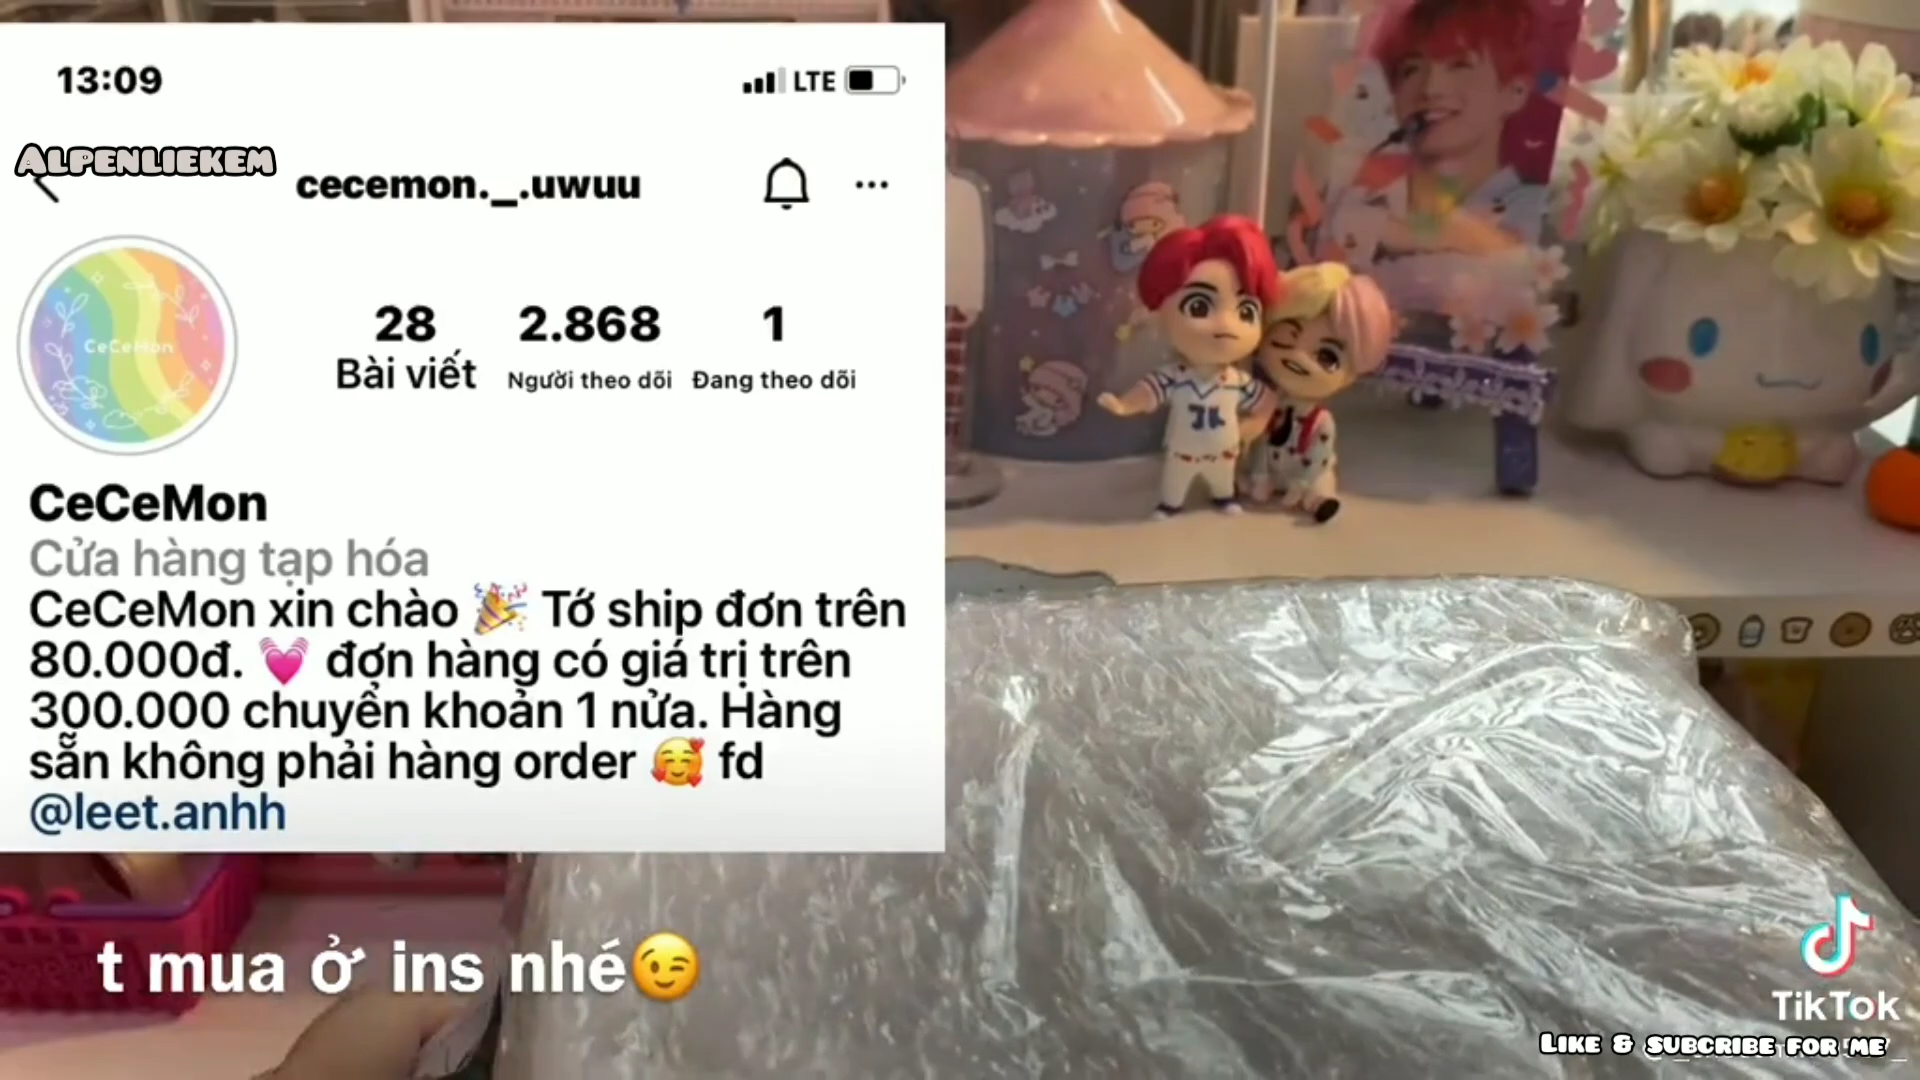 13:09
LTE
ALPENLIEKEM
cecemon._.uwuu
CeCeMon
28
2.868
1
Bài viết
Người theo dõi
Đang theo dõi
CeCeMon
Cửa hàng tạp hóa
CeCeMon xin chào 🎉 Tớ ship đơn trên
80.000đ. 💓 đơn hàng có giá trị trên
300.000 chuyển khoản 1 nửa. Hàng
sẵn không phải hàng order 🥰 fd
@leet.anhh
JK
t mua ở ins nhé😉
TikTok
LIKE & SUBCRIBE FOR ME